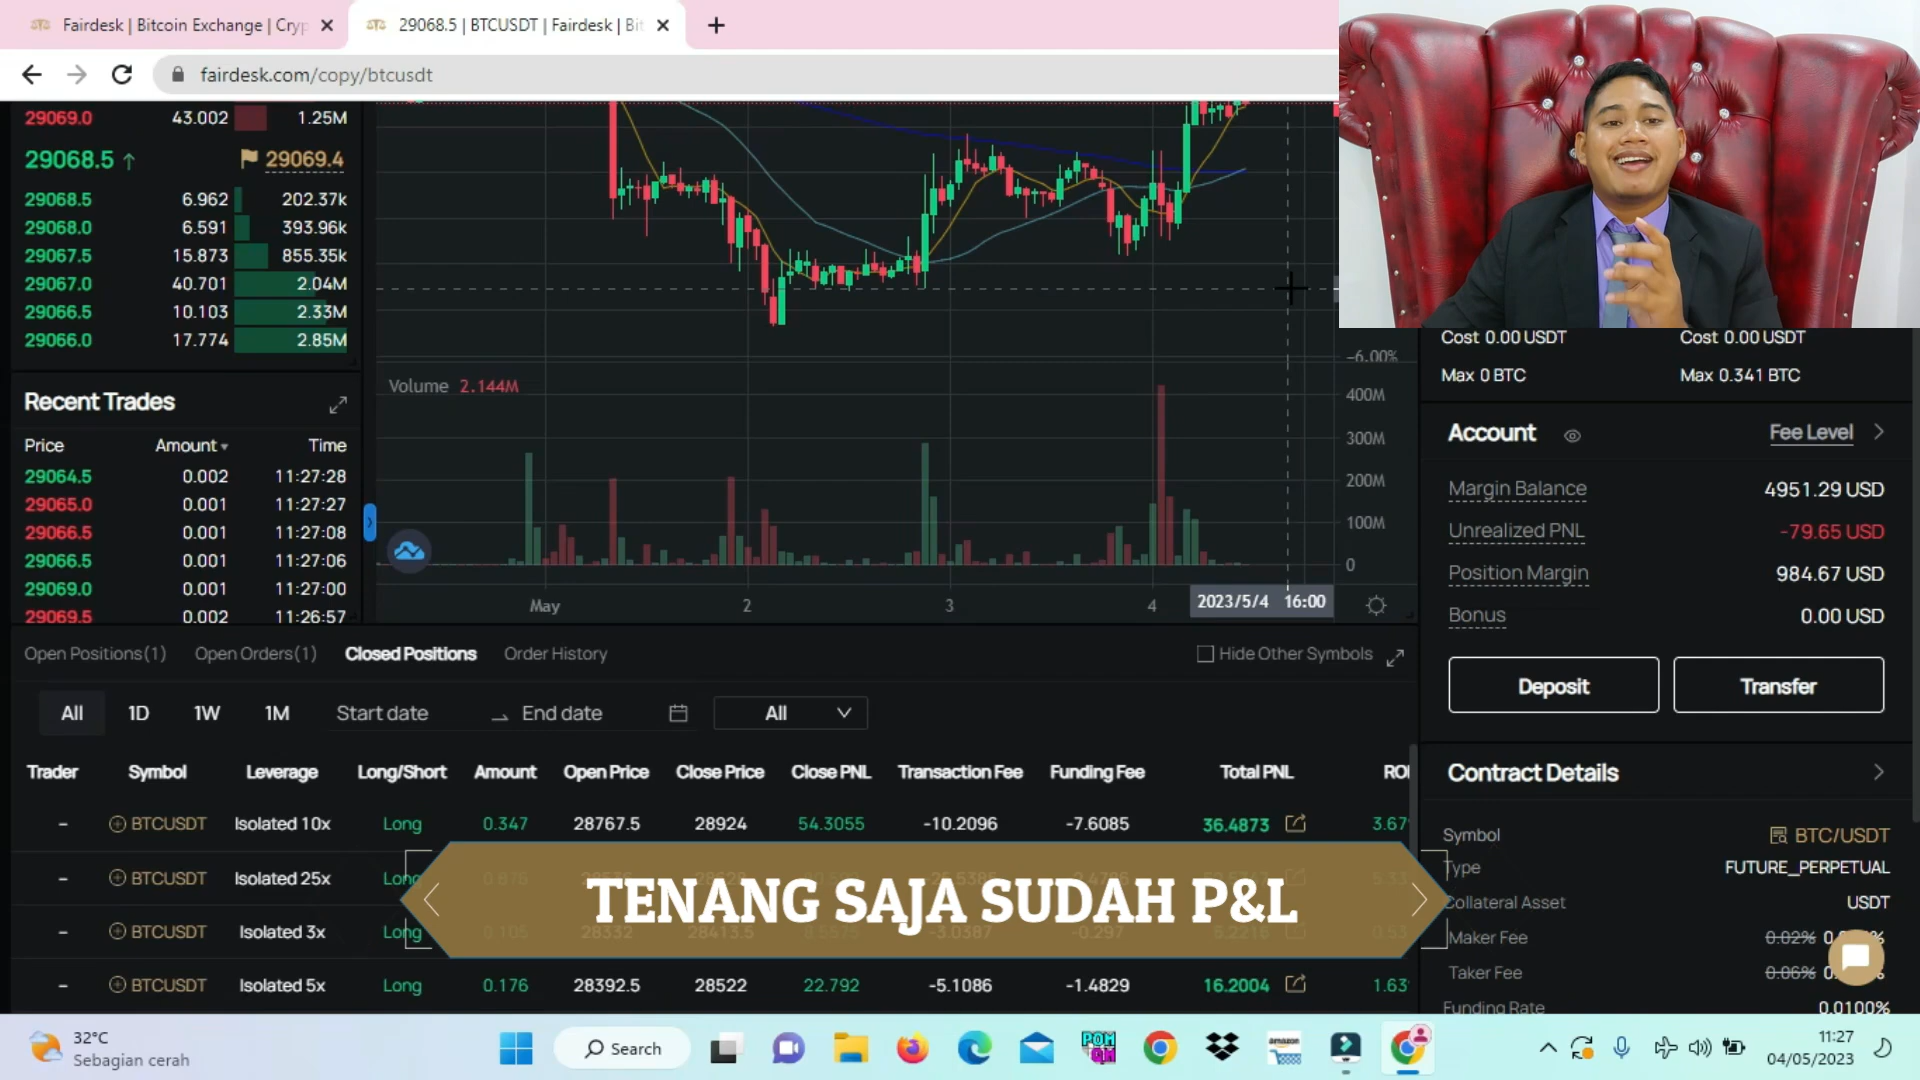 Fairdesk | Bitcoin Exchange | Cryp
29068.5 | BTCUSDT | Fairdesk | Bit
fairdesk.com/copy/btcusdt
29069.0 43.002 1.25M
29068.5 ↑ 29069.4
29068.5 6.962 202.37k
29068.0 6.591 393.96k
29067.5 15.873 855.35k
29067.0 40.701 2.04M
29066.5 10.103 2.33M
29066.0 17.774 2.85M
Recent Trades
Price Amount Time
29064.5 0.002 11:27:28
29065.0 0.001 11:27:27
29066.5 0.001 11:27:08
29066.5 0.001 11:27:06
29069.0 0.001 11:27:00
29069.5 0.002 11:26:57
-6.00%
Volume 2.144M
400M
300M
200M
100M
0
May 2 3 4 2023/5/4 16:00
Cost 0.00 USDT Cost 0.00 USDT
Max 0 BTC Max 0.341 BTC
Account Fee Level
Margin Balance 4951.29 USD
Unrealized PNL -79.65 USD
Position Margin 984.67 USD
Bonus 0.00 USD
Deposit Transfer
Contract Details
Symbol BTC/USDT
Type FUTURE_PERPETUAL
Collateral Asset USDT
Maker Fee 0.02%
Taker Fee 0.06%
Funding Rate 0.0100%
Open Positions(1) Open Orders(1) Closed Positions Order History Hide Other Symbols
All 1D 1W 1M Start date End date All
Trader Symbol Leverage Long/Short Amount Open Price Close Price Close PNL Transaction Fee Funding Fee Total PNL
– BTCUSDT Isolated 10x Long 0.347 28767.5 28924 54.3055 -10.2096 -7.6085 36.4873
– BTCUSDT Isolated 25x
– BTCUSDT Isolated 3x
– BTCUSDT Isolated 5x Long 0.176 28392.5 28522 22.792 -5.1086 -1.4829 16.2004
TENANG SAJA SUDAH P&L
32°C
Sebagian cerah
Search
amazon
11:27
04/05/2023